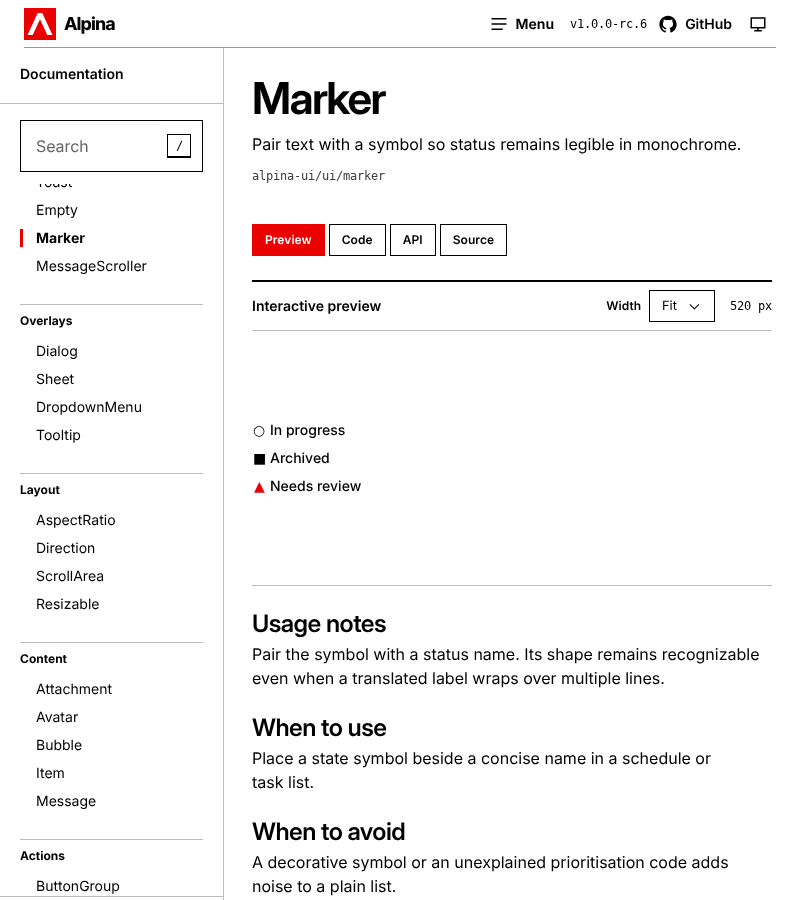 Alpina
Menu
v1.0.0-rc.6
GitHub
Documentation
Search
/
Toast
Empty
Marker
MessageScroller
Overlays
Dialog
Sheet
DropdownMenu
Tooltip
Layout
AspectRatio
Direction
ScrollArea
Resizable
Content
Attachment
Avatar
Bubble
Item
Message
Actions
ButtonGroup
Marker
Pair text with a symbol so status remains legible in monochrome.
alpina-ui/ui/marker
Preview
Code
API
Source
Interactive preview
Width
Fit
520 px
In progress
Archived
Needs review
Usage notes
Pair the symbol with a status name. Its shape remains recognizable
even when a translated label wraps over multiple lines.
When to use
Place a state symbol beside a concise name in a schedule or
task list.
When to avoid
A decorative symbol or an unexplained prioritisation code adds
noise to a plain list.